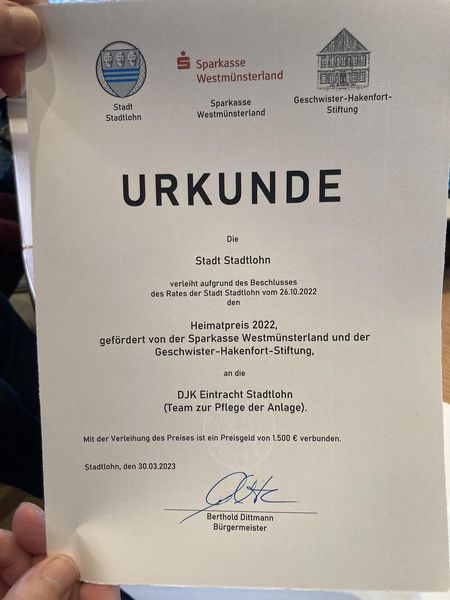 Stadt
Stadtlohn
Sparkasse
Westmünsterland
Sparkasse
Westmünsterland
Geschwister-Hakenfort-
Stiftung
URKUNDE
Die
Stadt Stadtlohn
verleiht aufgrund des Beschlusses
des Rates der Stadt Stadtlohn vom 26.10.2022
den
Heimatpreis 2022,
gefördert von der Sparkasse Westmünsterland und der
Geschwister-Hakenfort-Stiftung,
an die
DJK Eintracht Stadtlohn
(Team zur Pflege der Anlage).
Mit der Verleihung des Preises ist ein Preisgeld von 1.500 € verbunden.
Stadtlohn, den 30.03.2023
Berthold Dittmann
Bürgermeister